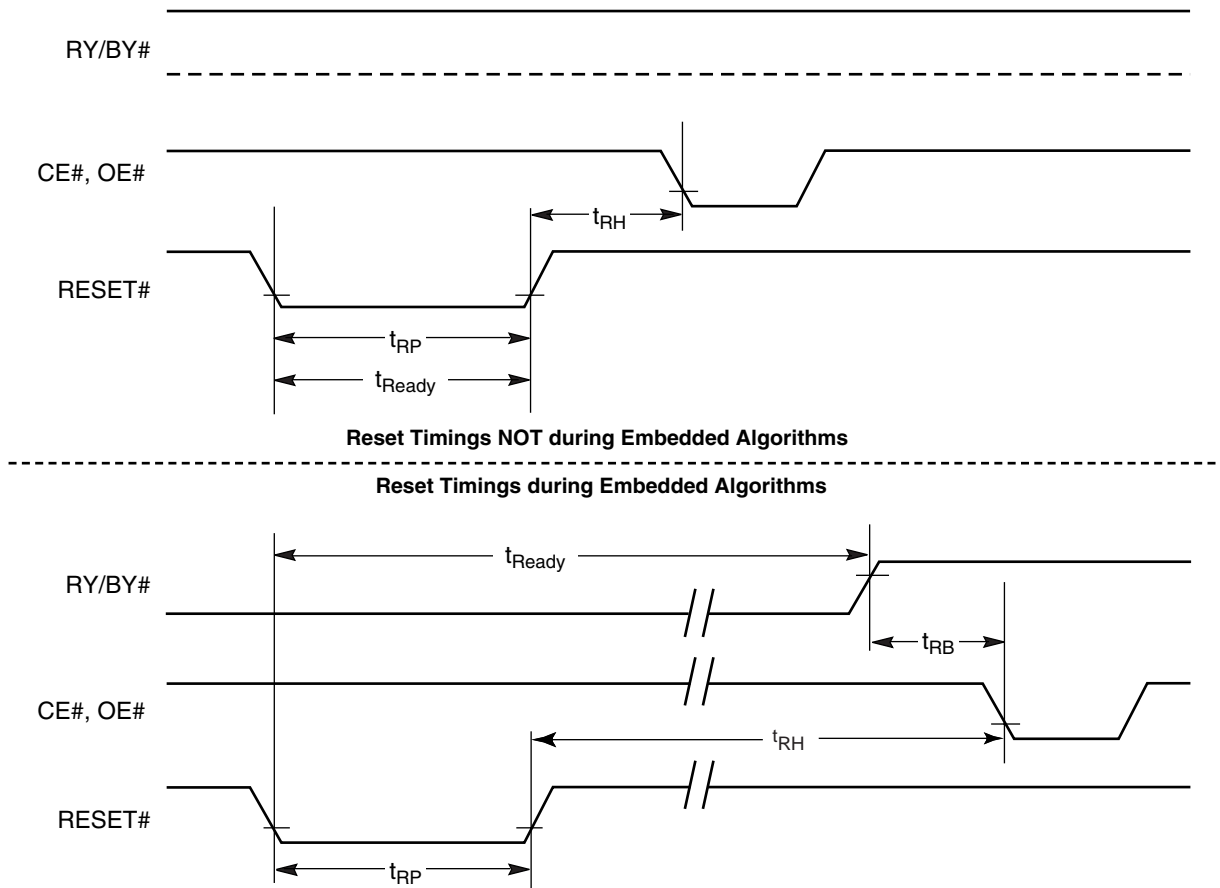 RY/BY#
CE#, OE#
tRH
RESET#
tRP
tReady
Reset Timings NOT during Embedded Algorithms
Reset Timings during Embedded Algorithms
tReady
RY/BY#
tRB
CE#, OE#
tRH
RESET#
tRP